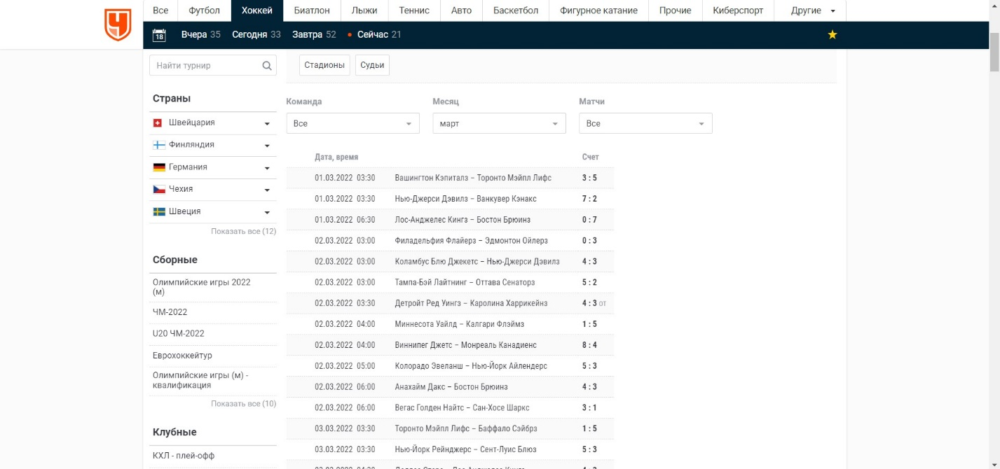 Все Футбол Хоккей Биатлон Лыжи Теннис Авто Баскетбол Фигурное катание Прочие Киберспорт Другие
Ч
18 Вчера 35 Сегодня 33 Завтра 52 Сейчас 21
Найти турнир
Стадионы Судьи
Страны
Швейцария
Финляндия
Германия
Чехия
Швеция
Показать все (12)
Сборные
Олимпийские игры 2022
(м)
ЧМ-2022
U20 ЧМ-2022
Еврохоккейтур
Олимпийские игры (м) -
квалификация
Показать все (10)
Клубные
КХЛ - плей-офф
Команда Месяц Матчи
Все март Все
Дата, время Счет
01.03.2022 03:30 Вашингтон Кэпиталз – Торонто Мэйпл Лифс 3 : 5
01.03.2022 03:30 Нью-Джерси Дэвилз – Ванкувер Кэнакс 7 : 2
01.03.2022 06:30 Лос-Анджелес Кингз – Бостон Брюинз 0 : 7
02.03.2022 03:00 Филадельфия Флайерз – Эдмонтон Ойлерз 0 : 3
02.03.2022 03:00 Коламбус Блю Джекетс – Нью-Джерси Дэвилз 4 : 3
02.03.2022 03:00 Тампа-Бэй Лайтнинг – Оттава Сенаторз 5 : 2
02.03.2022 03:30 Детройт Ред Уингз – Каролина Харрикейнз 4 : 3 от
02.03.2022 04:00 Миннесота Уайлд – Калгари Флэймз 1 : 5
02.03.2022 04:00 Виннипег Джетс – Монреаль Канадиенс 8 : 4
02.03.2022 05:00 Колорадо Эвеланш – Нью-Йорк Айлендерс 5 : 3
02.03.2022 06:00 Анахайм Дакс – Бостон Брюинз 4 : 3
02.03.2022 06:00 Вегас Голден Найтс – Сан-Хосе Шаркс 3 : 1
03.03.2022 03:30 Торонто Мэйпл Лифс – Баффало Сэйбрз 1 : 5
03.03.2022 03:30 Нью-Йорк Рейнджерс – Сент-Луис Блюз 5 : 3